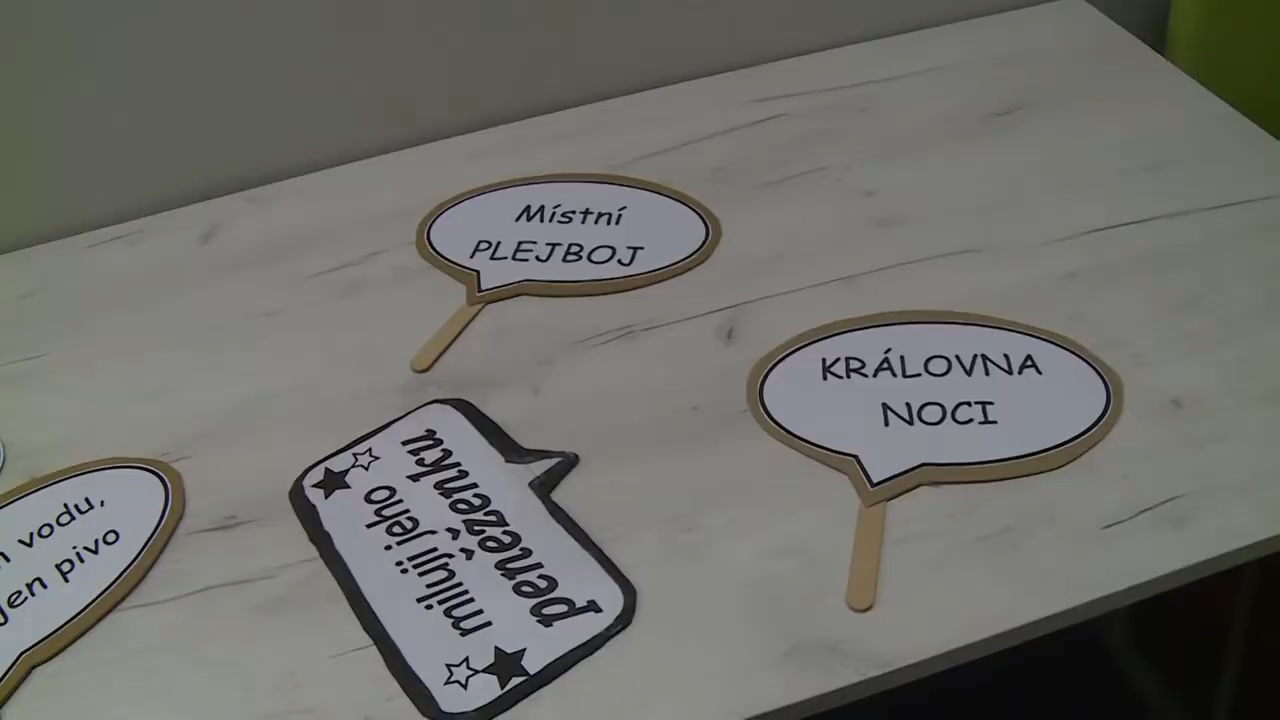 Místní
PLEJBOJ
KRÁLOVNA
NOCI
miluji jeho
peněženku
vodu,
jen pivo